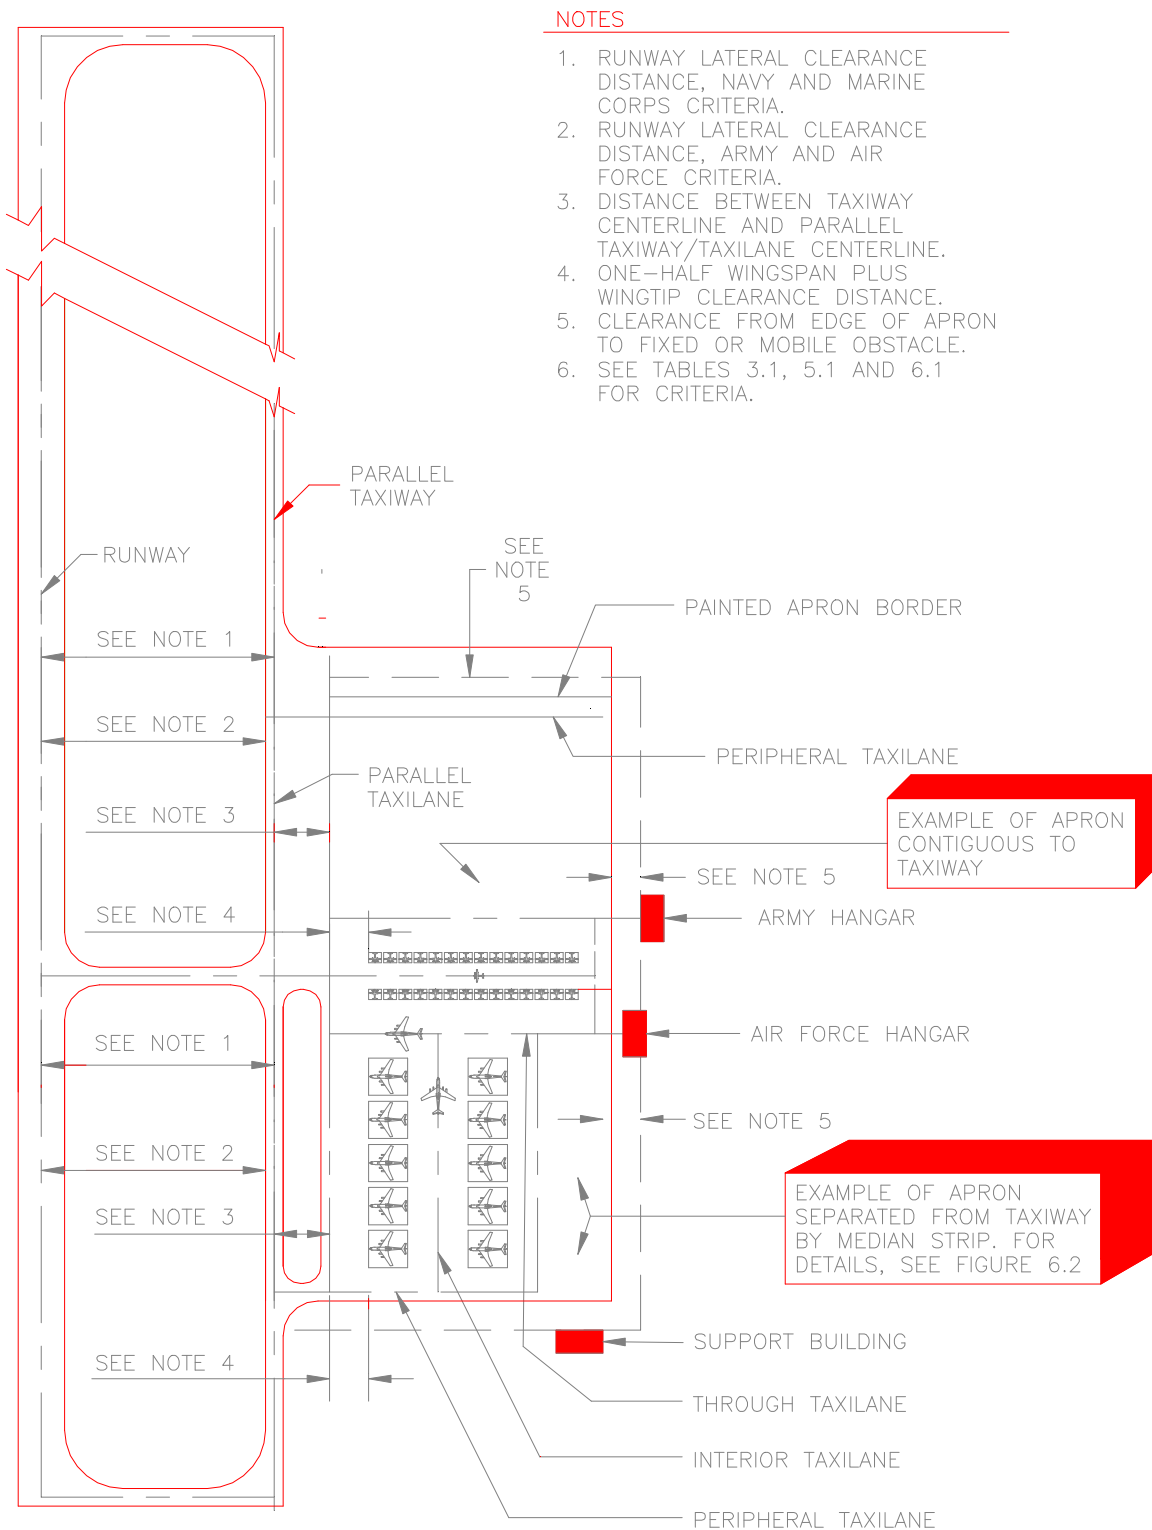 NOTES
1. RUNWAY LATERAL CLEARANCE
DISTANCE, NAVY AND MARINE
CORPS CRITERIA.
2. RUNWAY LATERAL CLEARANCE
DISTANCE, ARMY AND AIR
FORCE CRITERIA.
3. DISTANCE BETWEEN TAXIWAY
CENTERLINE AND PARALLEL
TAXIWAY/TAXILANE CENTERLINE.
4. ONE-HALF WINGSPAN PLUS
WINGTIP CLEARANCE DISTANCE.
5. CLEARANCE FROM EDGE OF APRON
TO FIXED OR MOBILE OBSTACLE.
6. SEE TABLES 3.1, 5.1 AND 6.1
FOR CRITERIA.
PARALLEL
TAXIWAY
RUNWAY
SEE
NOTE
5
PAINTED APRON BORDER
SEE NOTE 1
SEE NOTE 2
PERIPHERAL TAXILANE
PARALLEL
TAXILANE
SEE NOTE 3
EXAMPLE OF APRON
CONTIGUOUS TO
TAXIWAY
SEE NOTE 5
SEE NOTE 4
ARMY HANGAR
AIR FORCE HANGAR
SEE NOTE 1
SEE NOTE 5
SEE NOTE 2
EXAMPLE OF APRON
SEPARATED FROM TAXIWAY
BY MEDIAN STRIP. FOR
DETAILS, SEE FIGURE 6.2
SEE NOTE 3
SUPPORT BUILDING
SEE NOTE 4
THROUGH TAXILANE
INTERIOR TAXILANE
PERIPHERAL TAXILANE